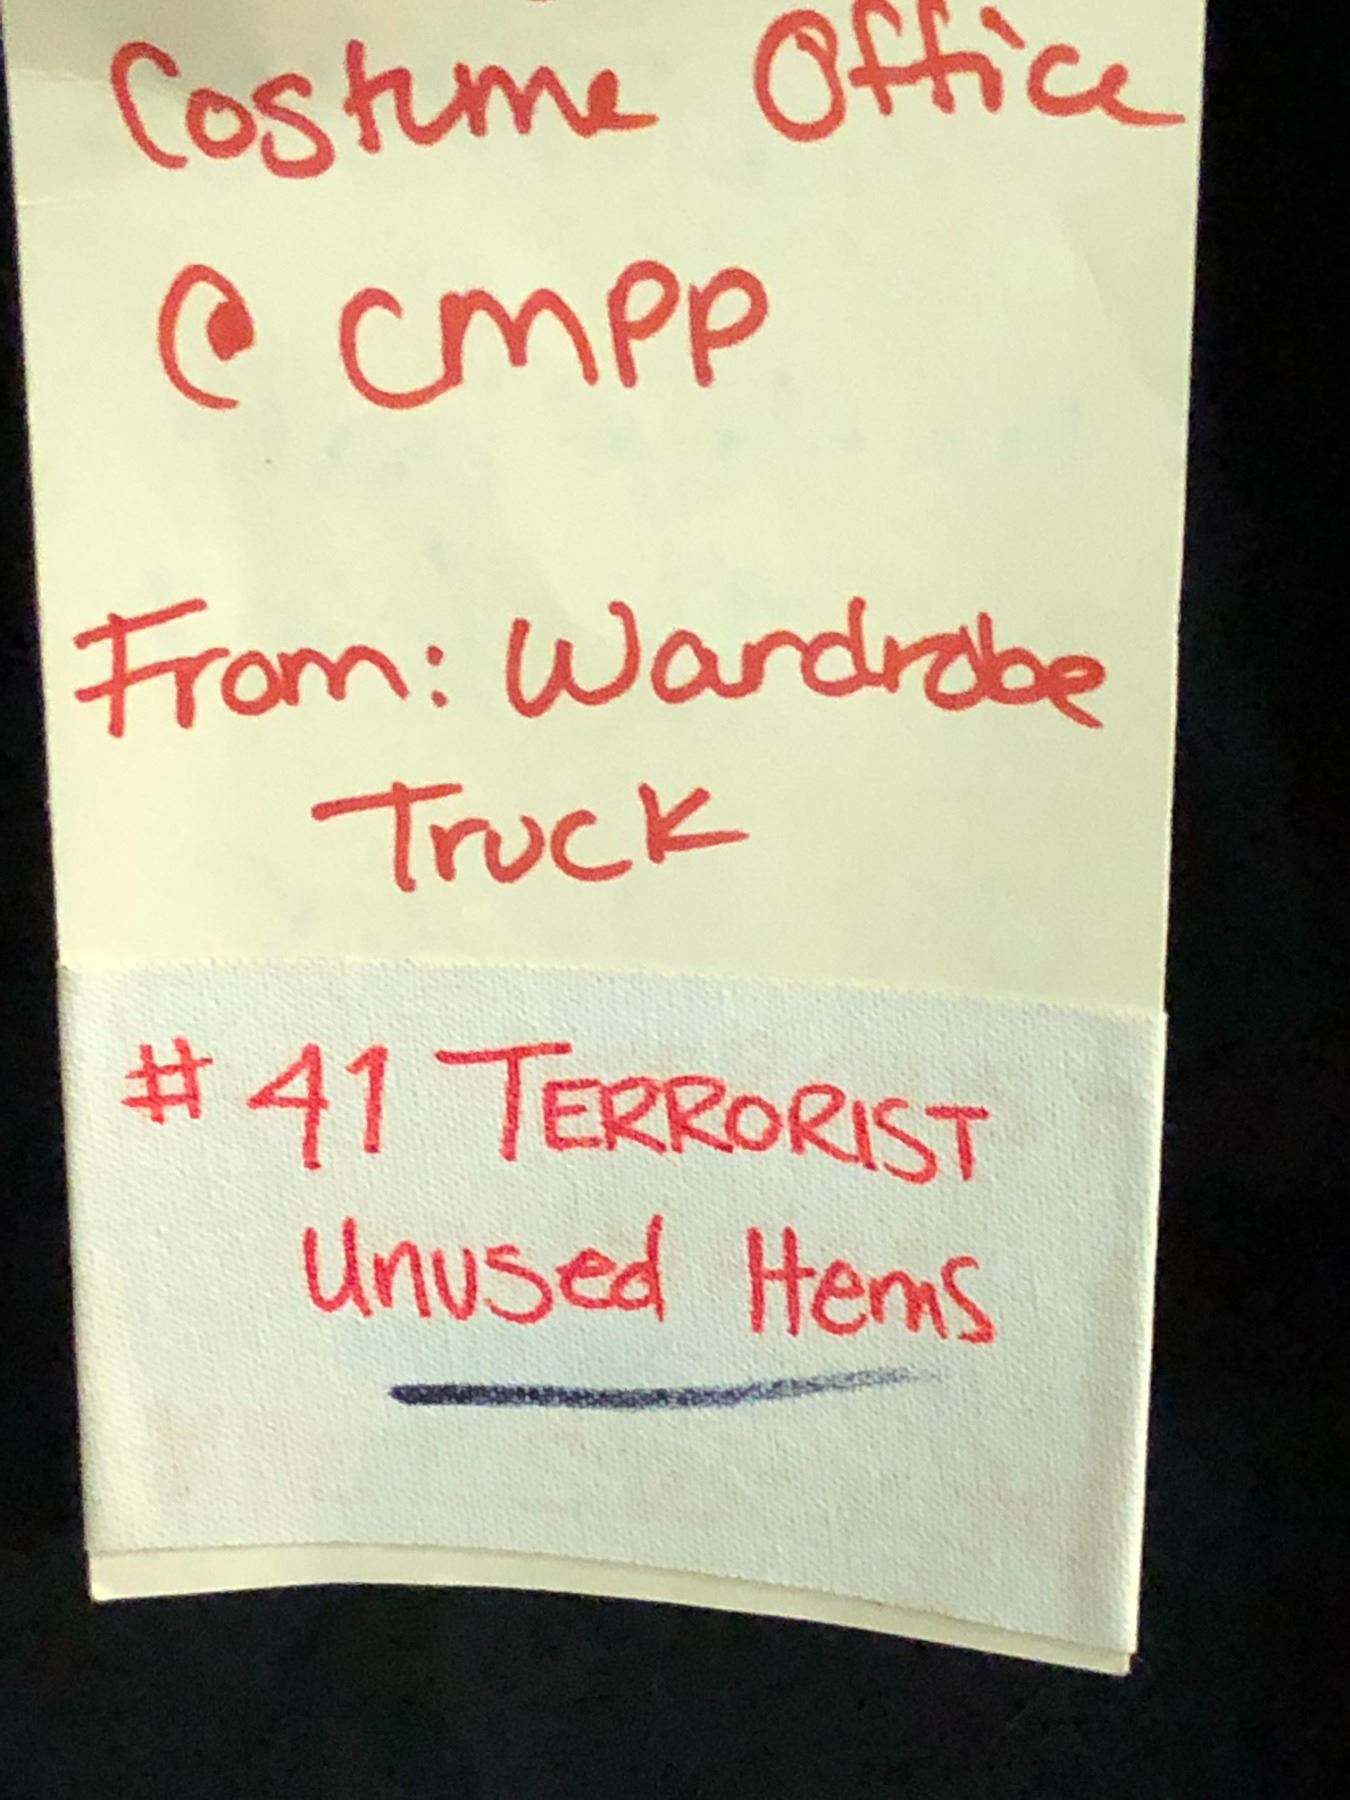 Costume Office
@ CMPP
From: Wardrobe
Truck
# 41 TERRORIST
Unused Items